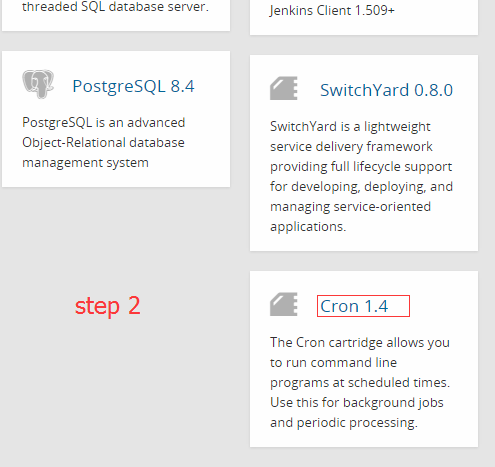 threaded SQL database server.
PostgreSQL 8.4
PostgreSQL is an advanced
Object-Relational database
management system
step 2
Jenkins Client 1.509+
SwitchYard 0.8.0
SwitchYard is a lightweight
service delivery framework
providing full lifecycle support
for developing, deploying, and
managing service-oriented
applications.
Cron 1.4
The Cron cartridge allows you
to run command line
programs at scheduled times.
Use this for background jobs
and periodic processing.